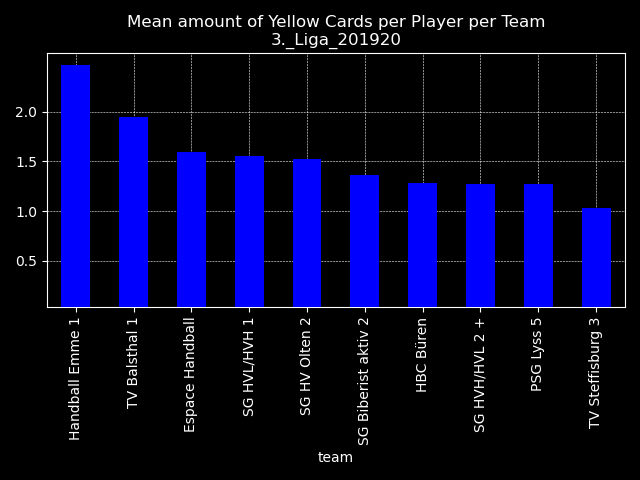 Mean amount of Yellow Cards per Player per Team
3._Liga_201920
2.0
1.5
1.0
0.5
Handball Emme 1
TV Balsthal 1
Espace Handball
SG HVL/HVH 1
SG HV Olten 2
SG Biberist aktiv 2
HBC Büren
SG HVH/HVL 2 +
PSG Lyss 5
TV Steffisburg 3
team